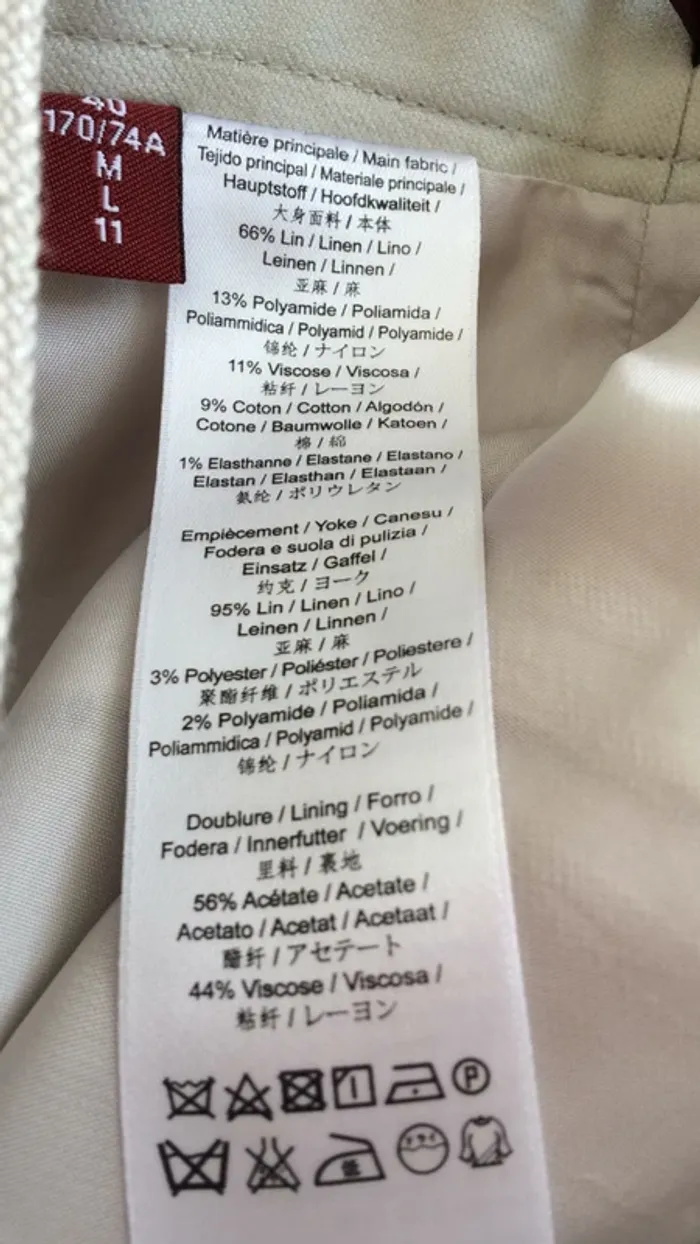 40
170/74A
M
L
11
Matière principale / Main fabric /
Tejido principal / Materiale principale /
Hauptstoff / Hoofdkwaliteit /
大身面料 / 本体
66% Lin / Linen / Lino /
Leinen / Linnen /
亚麻 / 麻
13% Polyamide / Poliamida /
Poliammidica / Polyamid / Polyamide /
锦纶 / ナイロン
11% Viscose / Viscosa /
粘纤 / レーヨン
9% Coton / Cotton / Algodón /
Cotone / Baumwolle / Katoen /
棉 / 綿
1% Elasthanne / Elastane / Elastano /
Elastan / Elasthan / Elastaan /
氨纶 / ポリウレタン
Empiècement / Yoke / Canesu /
Fodera e suola di pulizia /
Einsatz / Gaffel /
约克 / ヨーク
95% Lin / Linen / Lino /
Leinen / Linnen /
亚麻 / 麻
3% Polyester / Poliéster / Poliestere /
聚酯纤维 / ポリエステル
2% Polyamide / Poliamida /
Poliammidica / Polyamid / Polyamide /
锦纶 / ナイロン
Doublure / Lining / Forro /
Fodera / Innerfutter / Voering /
里料 / 裏地
56% Acétate / Acetate /
Acetato / Acetat / Acetaat /
醋纤 / アセテート
44% Viscose / Viscosa /
粘纤 / レーヨン
P
低